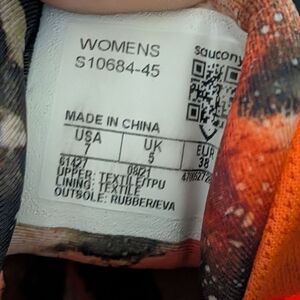 WOMENS
saucony
S10684-45
MADE IN CHINA
USA UK EUR
7 5 38
61427 08/21
UPPER: TEXTILE/TPU
LINING: TEXTILE
OUTSOLE: RUBBER/EVA